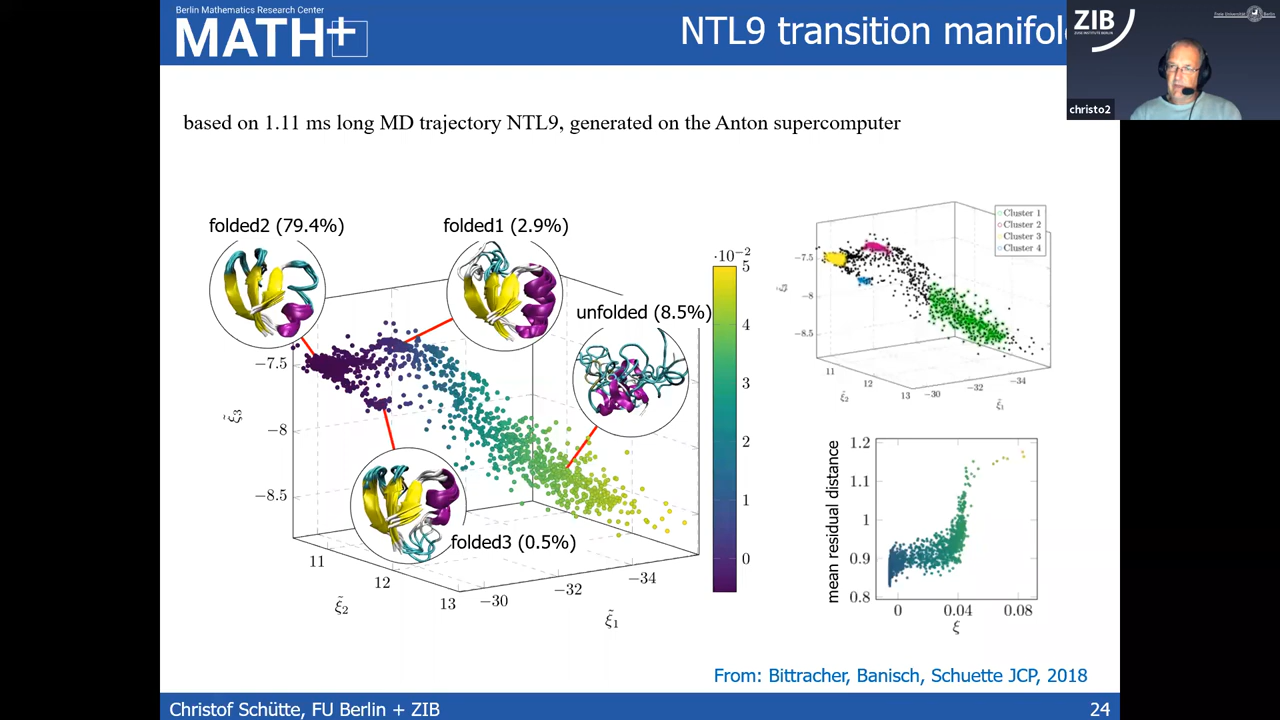 Berlin Mathematics Research Center
MATH+
NTL9 transition manifol
ZIB
christo2
based on 1.11 ms long MD trajectory NTL9, generated on the Anton supercomputer
folded2 (79.4%)
folded1 (2.9%)
unfolded (8.5%)
folded3 (0.5%)
·10⁻²
5
4
3
2
1
0
−7.5
−8
−8.5
ξ̃₃
11
12
13
ξ̃₂
−30
−32
−34
ξ̃₁
Cluster 1
Cluster 2
Cluster 3
Cluster 4
−7.5
−8
−8.5
ξ̃₃
11
12
13
ξ̃₂
−30
−32
−34
ξ̃₁
mean residual distance
1.2
1.1
1
0.9
0.8
0
0.04
0.08
ξ
From: Bittracher, Banisch, Schuette JCP, 2018
Christof Schütte, FU Berlin + ZIB
24